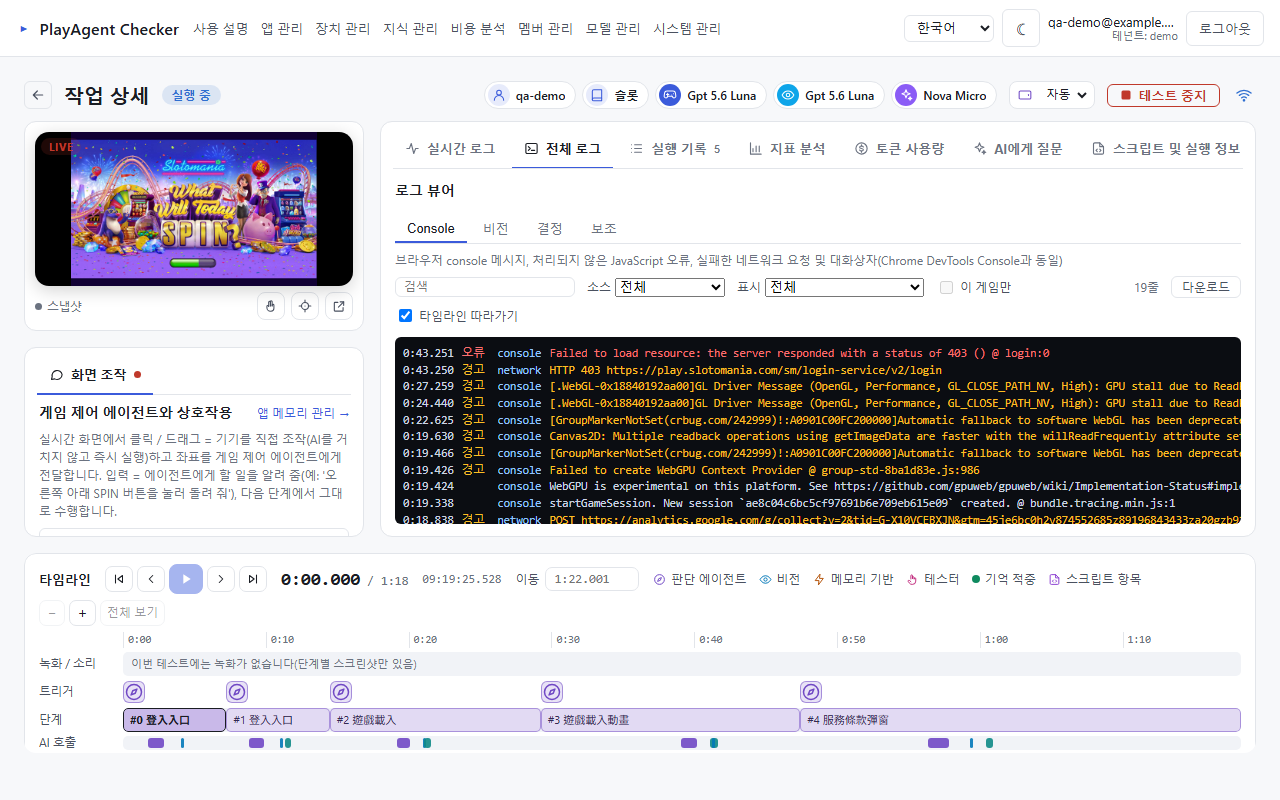 PlayAgent Checker 사용 설명 앱 관리 장치 관리 지식 관리 비용 분석 멤버 관리 모델 관리 시스템 관리 한국어 qa-demo@example.... 테넌트: demo 로그아웃
작업 상세 실행 중 qa-demo 슬롯 Gpt 5.6 Luna Gpt 5.6 Luna Nova Micro 자동 테스트 중지
LIVE
Slotomania
What Will Today SPIN?
스냅샷
화면 조작
게임 제어 에이전트와 상호작용 앱 메모리 관리 →
실시간 화면에서 클릭 / 드래그 = 기기를 직접 조작(AI를 거
치지 않고 즉시 실행)하고 좌표를 게임 제어 에이전트에게
전달합니다. 입력 = 에이전트에게 할 일을 알려 줌(예: '오
른쪽 아래 SPIN 버튼을 눌러 돌려 줘'), 다음 단계에서 그대
로 수행합니다.
실시간 로그 전체 로그 실행 기록 5 지표 분석 토큰 사용량 AI에게 질문 스크립트 및 실행 정보
로그 뷰어
Console 비전 결정 보조
브라우저 console 메시지, 처리되지 않은 JavaScript 오류, 실패한 네트워크 요청 및 대화상자(Chrome DevTools Console과 동일)
검색 소스 전체 표시 전체 이 게임만 19줄 다운로드
타임라인 따라가기
0:43.251 오류 console Failed to load resource: the server responded with a status of 403 () @ login:0
0:43.250 경고 network HTTP 403 https://play.slotomania.com/sm/login-service/v2/login
0:27.259 경고 console [.WebGL-0x18840192aa00]GL Driver Message (OpenGL, Performance, GL_CLOSE_PATH_NV, High): GPU stall due to Read
0:24.440 경고 console [.WebGL-0x18840192aa00]GL Driver Message (OpenGL, Performance, GL_CLOSE_PATH_NV, High): GPU stall due to Read
0:22.625 경고 console [GroupMarkerNotSet(crbug.com/242999)!:A0901C00FC200000]Automatic fallback to software WebGL has been deprecate
0:19.630 경고 console Canvas2D: Multiple readback operations using getImageData are faster with the willReadFrequently attribute set
0:19.466 경고 console [GroupMarkerNotSet(crbug.com/242999)!:A0901C00FC200000]Automatic fallback to software WebGL has been deprecate
0:19.426 경고 console Failed to create WebGPU Context Provider @ group-std-8ba1d83e.js:986
0:19.424 console WebGPU is experimental on this platform. See https://github.com/gpuweb/gpuweb/wiki/Implementation-Status#imple
0:19.338 console startGameSession. New session `ae8c04c6bc5cf97691b6e709eb615e09` created. @ bundle.tracing.min.js:1
0:18.838 경고 network POST https://analytics.google.com/g/collect?v=2&tid=G-X10VCFBXJN&gtm=45je6bc0h2v874552685z89196843433za20gzb9
타임라인 0:00.000 / 1:18 09:19:25.528 이동 1:22.001 판단 에이전트 비전 메모리 기반 테스터 기억 적중 스크립트 항목
− + 전체 보기
0:00 0:10 0:20 0:30 0:40 0:50 1:00 1:10
녹화 / 소리 이번 테스트에는 녹화가 없습니다(단계별 스크린샷만 있음)
트리거
단계 #0 登入入口 #1 登入入口 #2 遊戲載入 #3 遊戲載入動畫 #4 服務條款彈窗
AI 호출